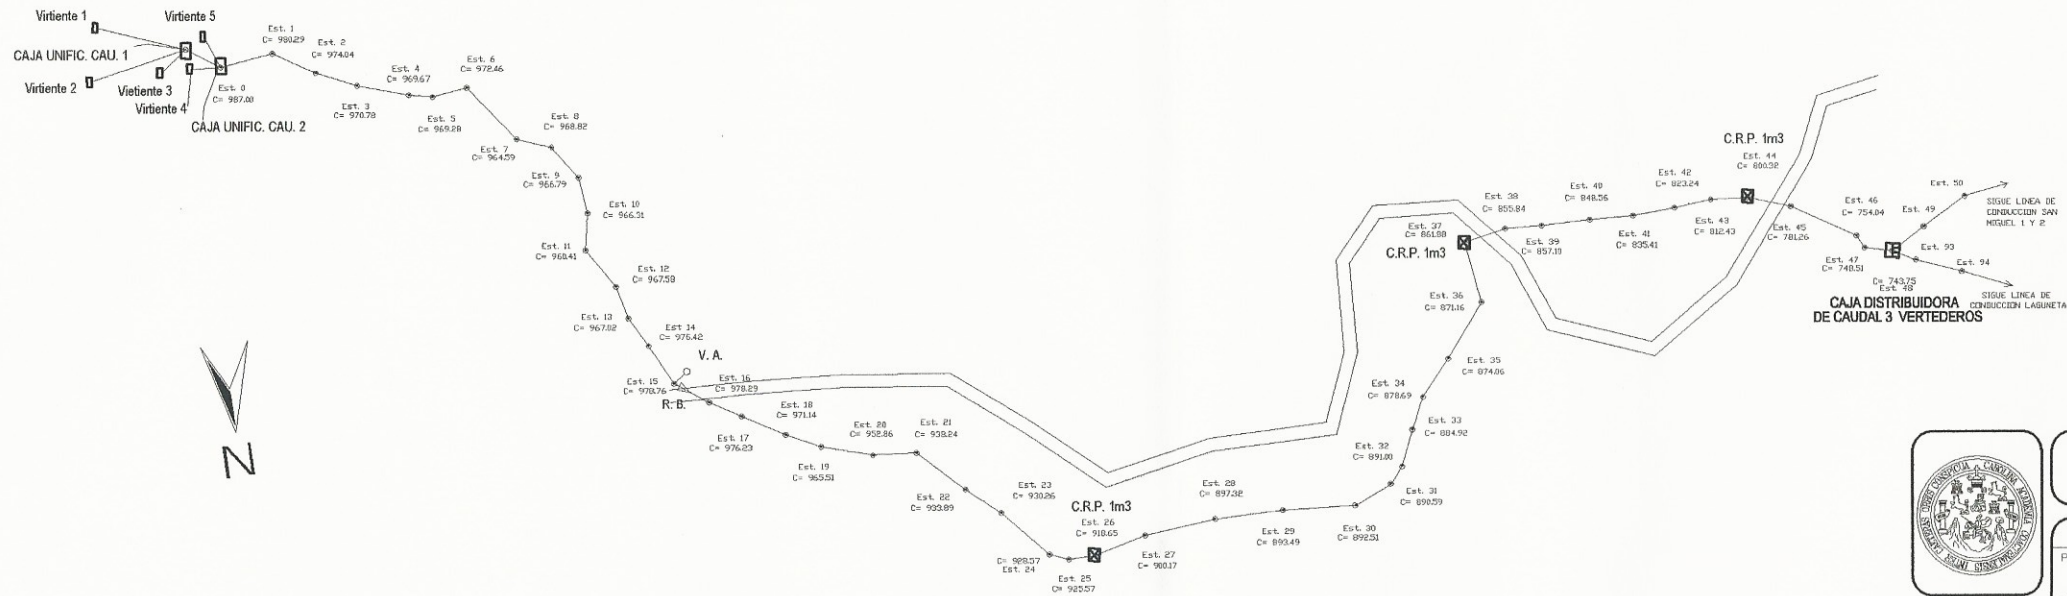 Virtiente 1
Virtiente 5
CAJA UNIFIC. CAU. 1
Virtiente 2
Vietiente 3
Virtiente 4
CAJA UNIFIC. CAU. 2
Est. 0
C= 987.08
Est. 1
C= 980.29
Est. 2
C= 974.04
Est. 3
C= 970.78
Est. 4
C= 969.67
Est. 5
C= 969.28
Est. 6
C= 972.46
Est. 7
C= 964.59
Est. 8
C= 968.82
Est. 9
C= 966.79
Est. 10
C= 966.31
Est. 11
C= 960.41
Est. 12
C= 967.58
Est. 13
C= 967.02
Est. 14
C= 976.42
V. A.
Est. 15
C= 978.76
R. B.
Est. 16
C= 978.29
Est. 17
C= 976.23
Est. 18
C= 971.14
Est. 19
C= 965.51
Est. 20
C= 952.86
Est. 21
C= 938.24
Est. 22
C= 933.89
Est. 23
C= 930.26
C= 928.57
Est. 24
Est. 25
C= 925.57
C.R.P. 1m3
Est. 26
C= 918.65
Est. 27
C= 900.17
Est. 28
C= 897.32
Est. 29
C= 893.49
Est. 30
C= 892.51
Est. 31
C= 890.59
Est. 32
C= 891.00
Est. 33
C= 884.92
Est. 34
C= 878.69
Est. 35
C= 874.06
Est. 36
C= 871.16
Est. 37
C= 861.88
C.R.P. 1m3
Est. 38
C= 855.84
Est. 39
C= 857.19
Est. 40
C= 848.56
Est. 41
C= 835.41
Est. 42
C= 823.24
Est. 43
C= 812.43
C.R.P. 1m3
Est. 44
C= 800.32
Est. 45
C= 781.26
Est. 46
C= 754.04
Est. 47
C= 748.51
C= 743.75
Est. 48
CAJA DISTRIBUIDORA
DE CAUDAL 3 VERTEDEROS
Est. 49
Est. 50
SIGUE LINEA DE
CONDUCCION SAN
MIGUEL 1 Y 2
Est. 93
Est. 94
SIGUE LINEA DE
CONDUCCION LAGUNETA
N
P